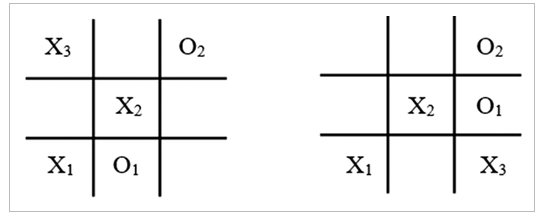 X₃ O₂
X₂
X₁ O₁
O₂
X₂ O₁
X₁ X₃